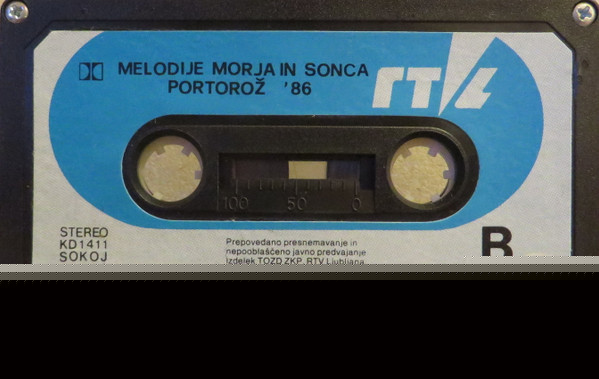 MELODIJE MORJA IN SONCA
PORTOROŽ '86
RTVL
100 50 0
STEREO
KD1411
SOKOJ
Prepovedano presnemavanje in
nepooblaščeno javno predvajanje
izdelek TOZD ZKP, RTV Ljubljana
B